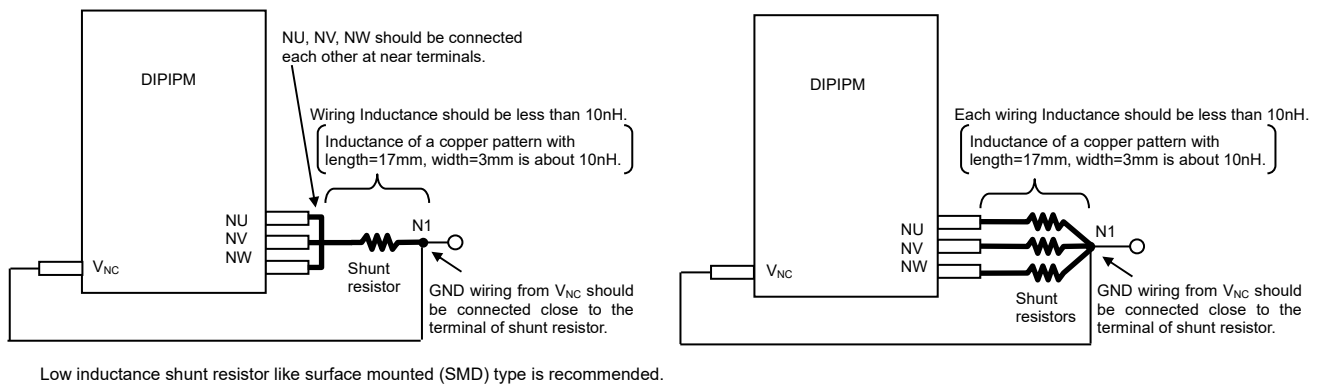 NU, NV, NW should be connected
each other at near terminals.
DIPIPM
Wiring Inductance should be less than 10nH.
Inductance of a copper pattern with
length=17mm, width=3mm is about 10nH.
NU
NV
NW
N1
VNC
Shunt
resistor
GND wiring from VNC should
be connected close to the
terminal of shunt resistor.
DIPIPM
Each wiring Inductance should be less than 10nH.
Inductance of a copper pattern with
length=17mm, width=3mm is about 10nH.
NU
NV
NW
N1
VNC
Shunt
resistors
GND wiring from VNC should
be connected close to the
terminal of shunt resistor.
Low inductance shunt resistor like surface mounted (SMD) type is recommended.